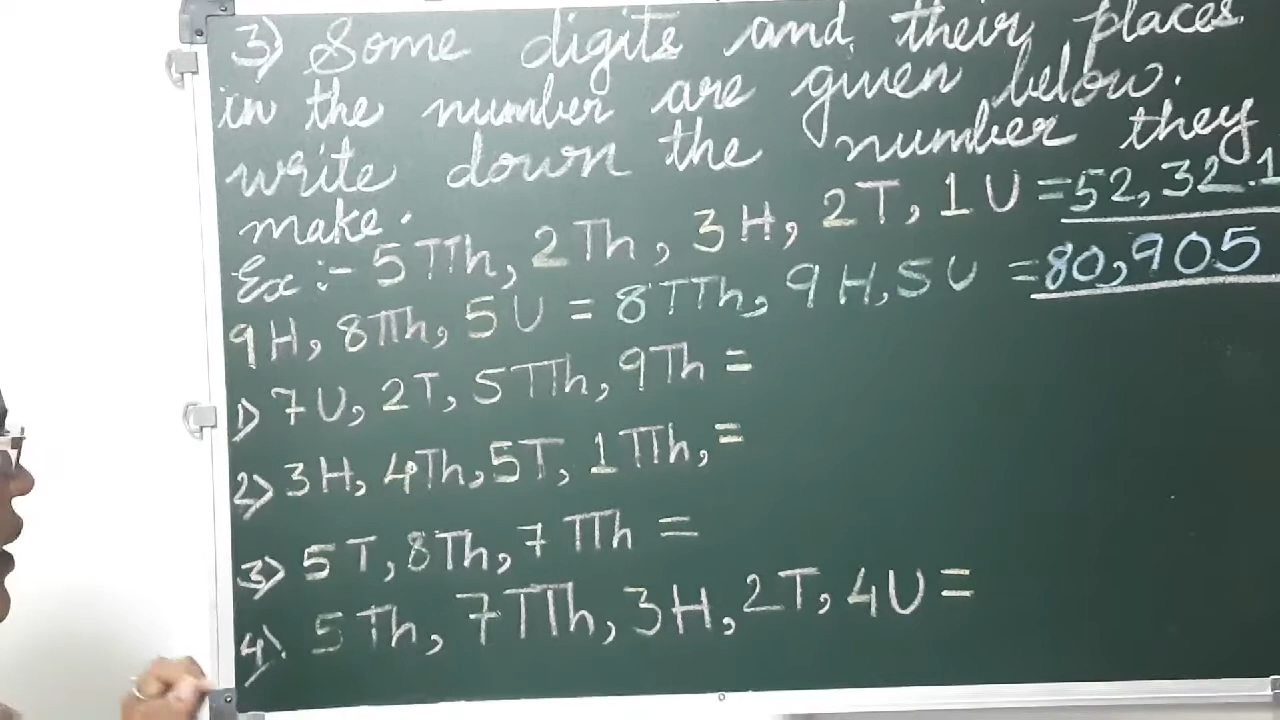 3) Some digits and their places
in the number are given below.
write down the number they
make.
Ex :- 5TTh, 2Th, 3H, 2T, 1U = 52,321
9H, 8TTh, 5U = 8TTh, 9H, 5U = 80,905
1) 7U, 2T, 5TTh, 9Th =
2) 3H, 4Th, 5T, 1TTh, =
3) 5T, 8Th, 7TTh =
4) 5Th, 7TTh, 3H, 2T, 4U =